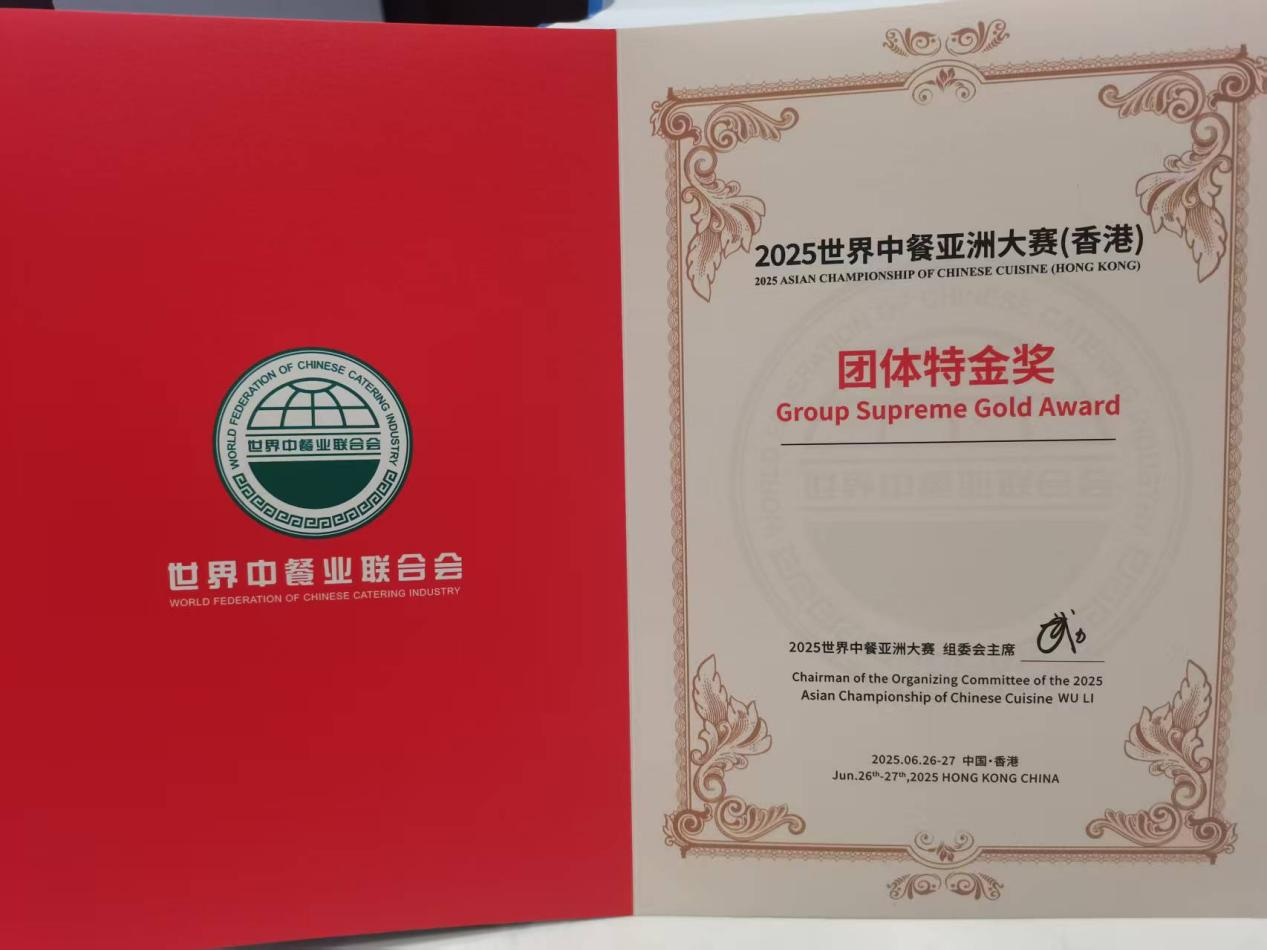 WORLD FEDERATION OF CHINESE CATERING INDUSTRY
世界中餐业联合会
世界中餐业联合会
WORLD FEDERATION OF CHINESE CATERING INDUSTRY
2025世界中餐亚洲大赛(香港)
2025 ASIAN CHAMPIONSHIP OF CHINESE CUISINE (HONG KONG)
团体特金奖
Group Supreme Gold Award
2025世界中餐亚洲大赛 组委会主席
Chairman of the Organizing Committee of the 2025
Asian Championship of Chinese Cuisine WU LI
2025.06.26-27 中国·香港
Jun.26th-27th,2025 HONG KONG CHINA